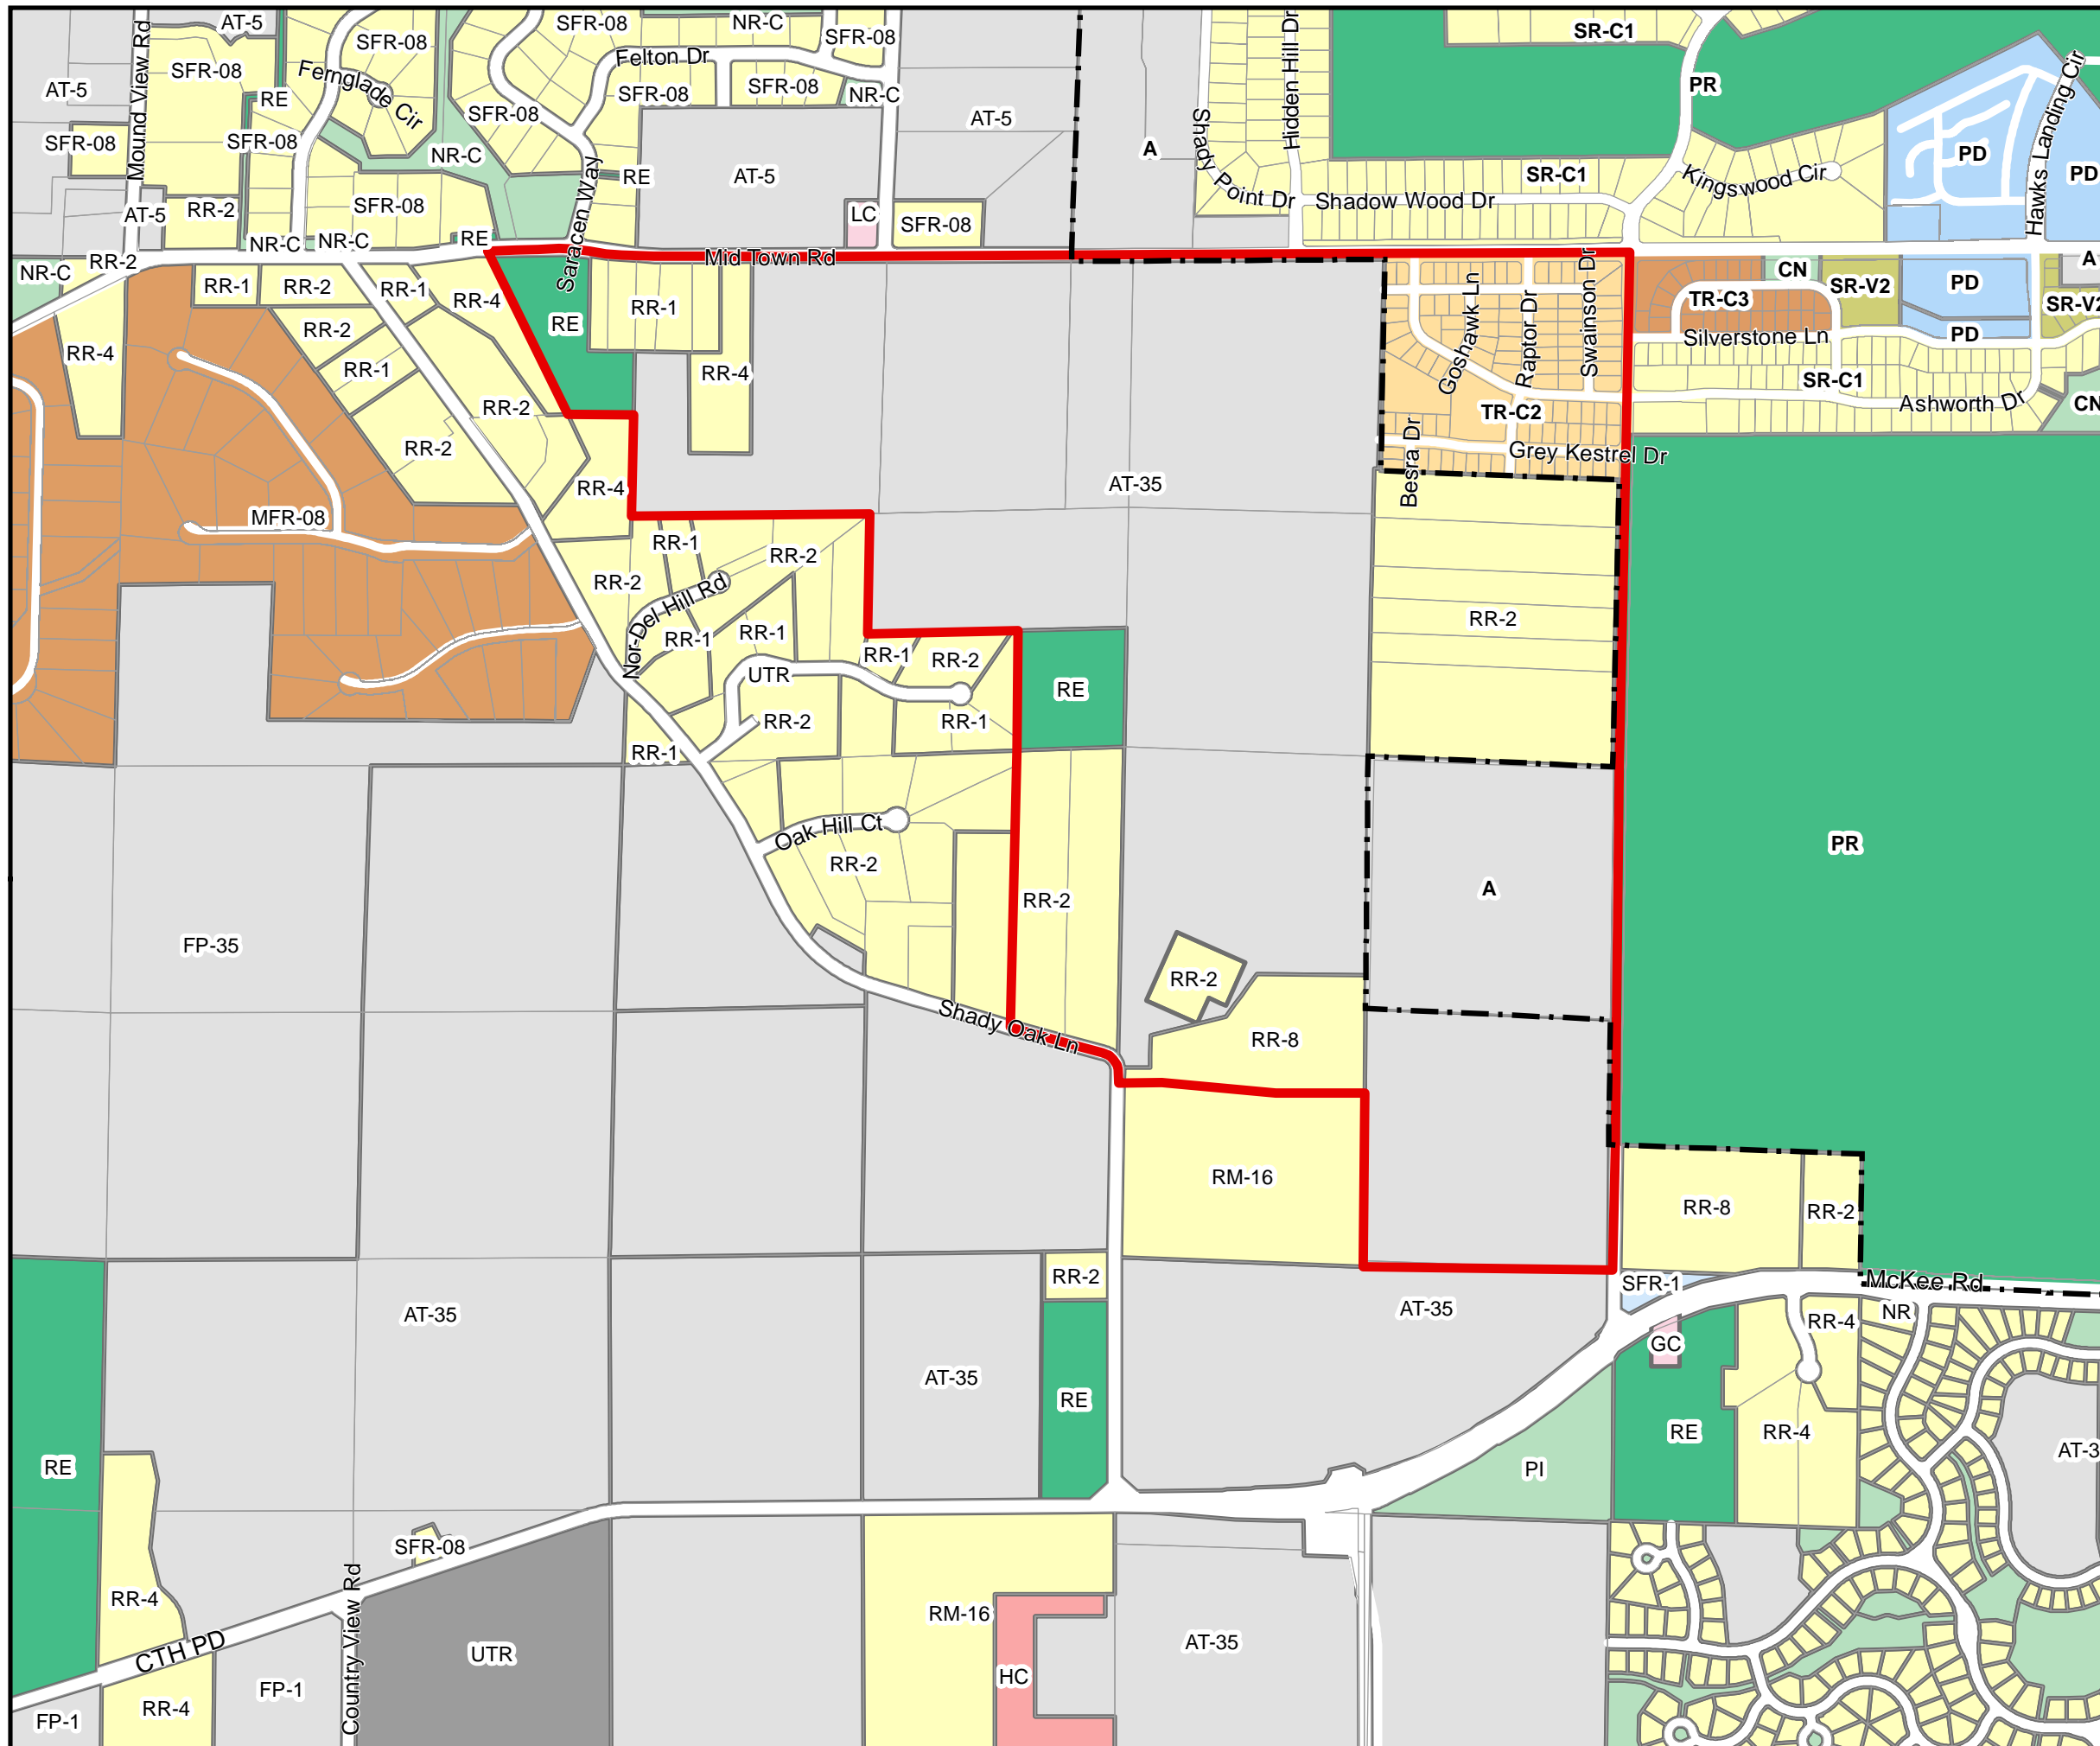 AT-5
SFR-08
SFR-08
NR-C
SFR-08
SR-C1
Mound View Rd
SFR-08
Fernglade Cir
Felton Dr
Hidden Hill Dr
Hawks Landing Cir
AT-5
RE
SFR-08
SFR-08
NR-C
PR
SFR-08
SFR-08
SFR-08
AT-5
A
Shady Point Dr
PD
NR-C
RE
AT-5
SR-C1
Kingswood Cir
PD
AT-5
RR-2
SFR-08
Saracen Way
LC
SFR-08
Shadow Wood Dr
NR-C
NR-C
RE
Mid Town Rd
A
NR-C
RR-2
RR-1
RR-2
RR-1
RR-4
Saracen Way
RE
RR-1
Goshawk Ln
Raptor Dr
Swainson Dr
TR-C3
CN
SR-V2
PD
SR-V2
RR-4
RR-2
RR-1
RR-4
Silverstone Ln
PD
SR-C1
RR-2
RR-2
TR-C2
Ashworth Dr
CN
RR-4
AT-35
Besra Dr
Grey Kestrel Dr
MFR-08
RR-1
RR-2
RR-2
Nor-Del Hill Rd
RR-1
RR-1
RR-1
RR-2
RR-2
UTR
RE
RR-2
RR-1
RR-1
Oak Hill Ct
RR-2
PR
RR-2
A
FP-35
RR-2
Shady Oak Ln
RR-8
RM-16
RR-8
RR-2
RR-2
SFR-1
McKee Rd
AT-35
AT-35
NR
RR-4
GC
AT-35
RE
RE
RR-4
RE
PI
AT-3
SFR-08
RR-4
Country View Rd
CTH PD
UTR
RM-16
AT-35
HC
FP-1
RR-4
FP-1